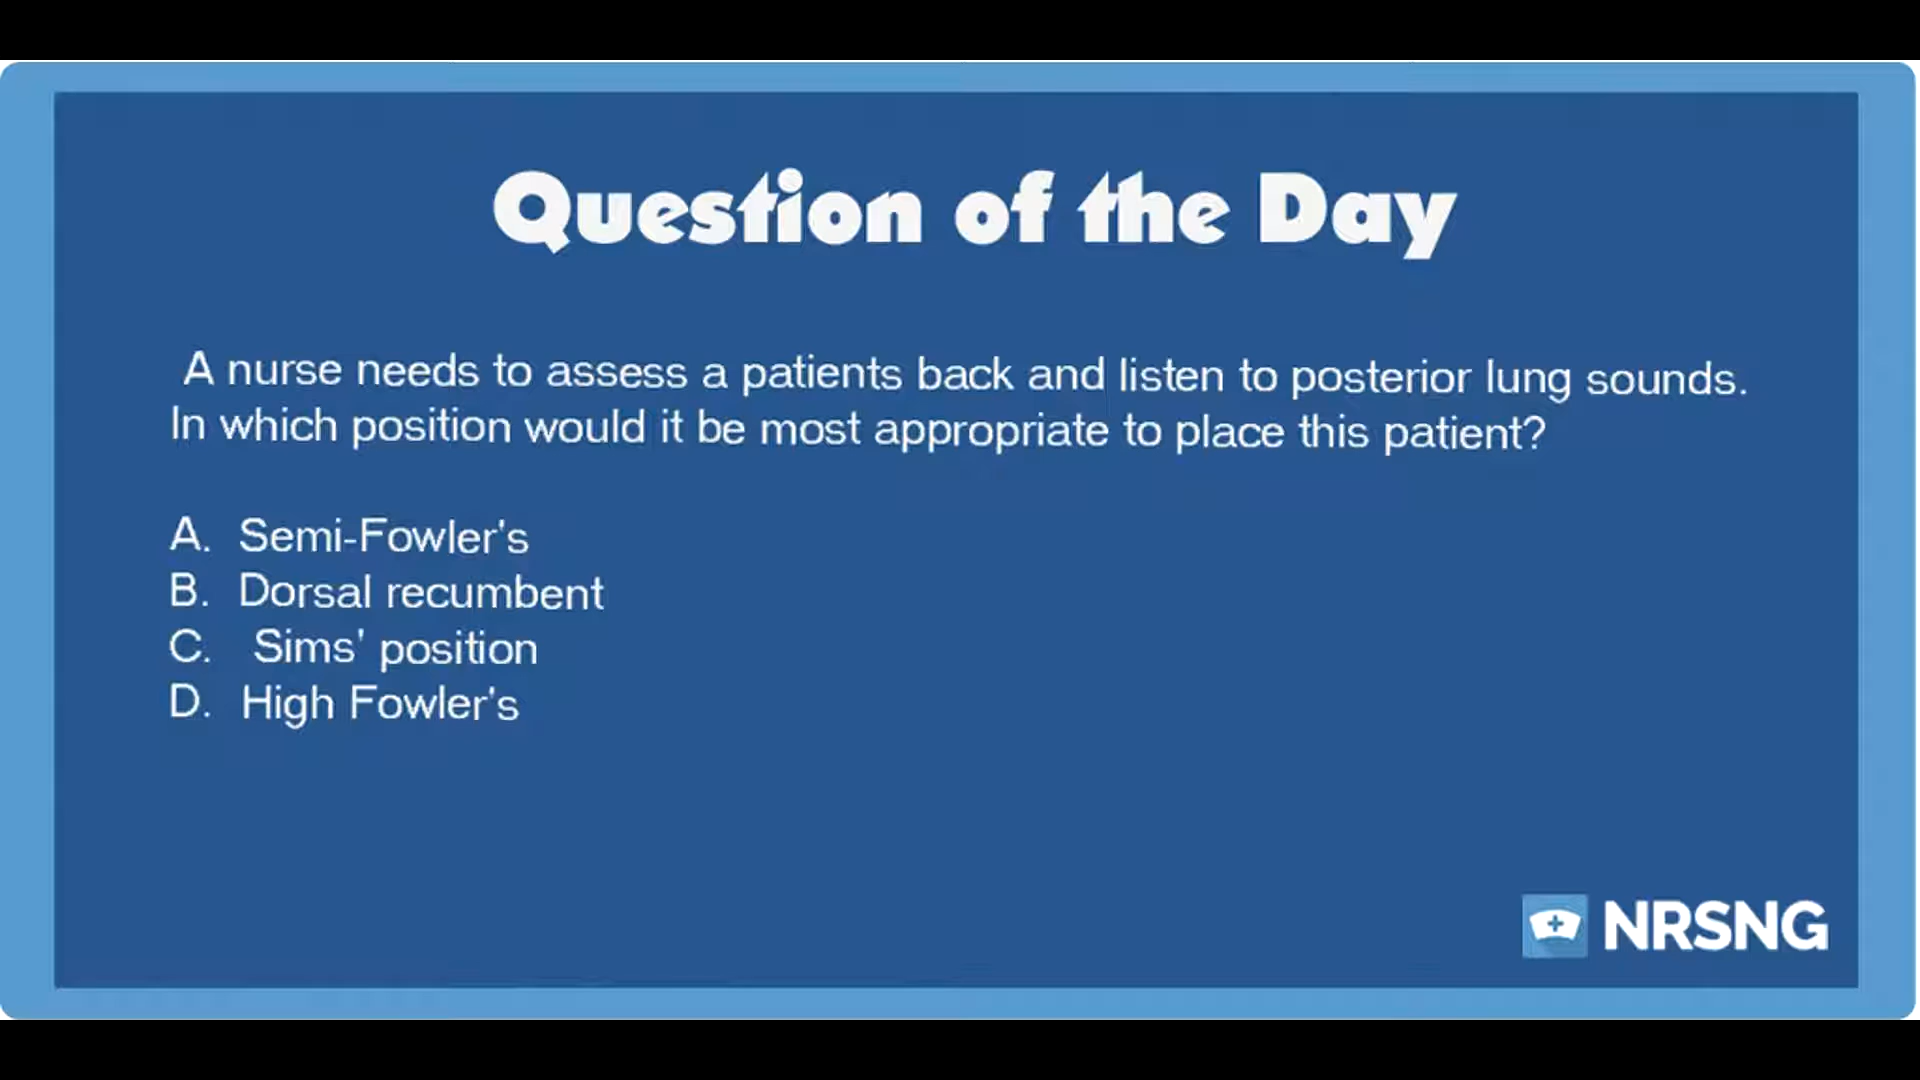 Question of the Day
A nurse needs to assess a patients back and listen to posterior lung sounds.
In which position would it be most appropriate to place this patient?
A. Semi-Fowler's
B. Dorsal recumbent
C. Sims' position
D. High Fowler's
NRSNG